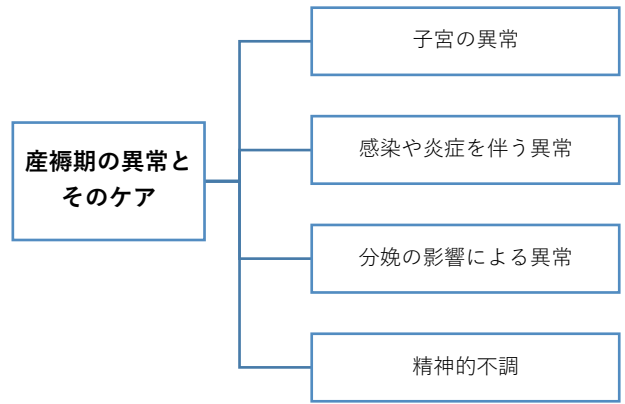 子宮の異常
感染や炎症を伴う異常
産褥期の異常と
そのケア
分娩の影響による異常
精神的不調